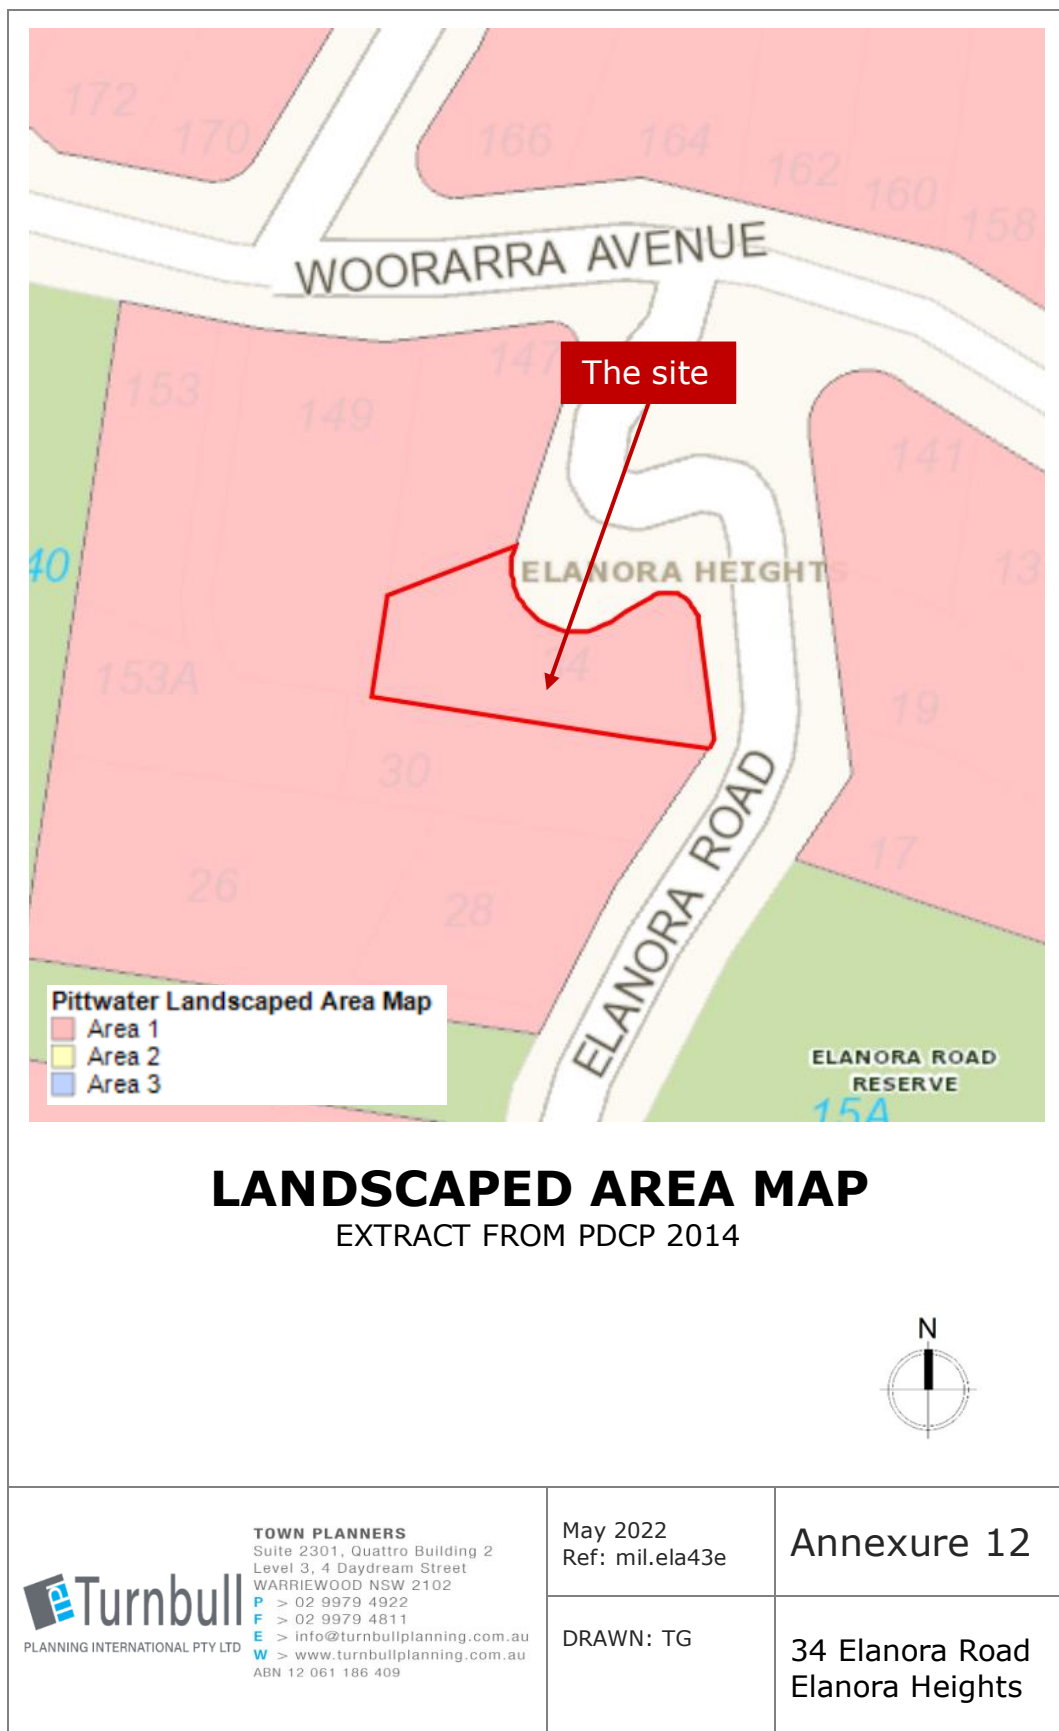 172
170
166
164
162
160
158
WOORARRA AVENUE
147
The site
153
149
141
40
ELANORA HEIGHTS
13
34
153A
19
30
ELANORA ROAD
17
26
28
Pittwater Landscaped Area Map
Area 1
Area 2
Area 3
ELANORA ROAD
RESERVE
15A
LANDSCAPED AREA MAP
EXTRACT FROM PDCP 2014
N
Turnbull
PLANNING INTERNATIONAL PTY LTD
TOWN PLANNERS
Suite 2301, Quattro Building 2
Level 3, 4 Daydream Street
WARRIEWOOD NSW 2102
P > 02 9979 4922
F > 02 9979 4811
E > info@turnbullplanning.com.au
W > www.turnbullplanning.com.au
ABN 12 061 186 409
May 2022
Ref: mil.ela43e
Annexure 12
DRAWN: TG
34 Elanora Road
Elanora Heights